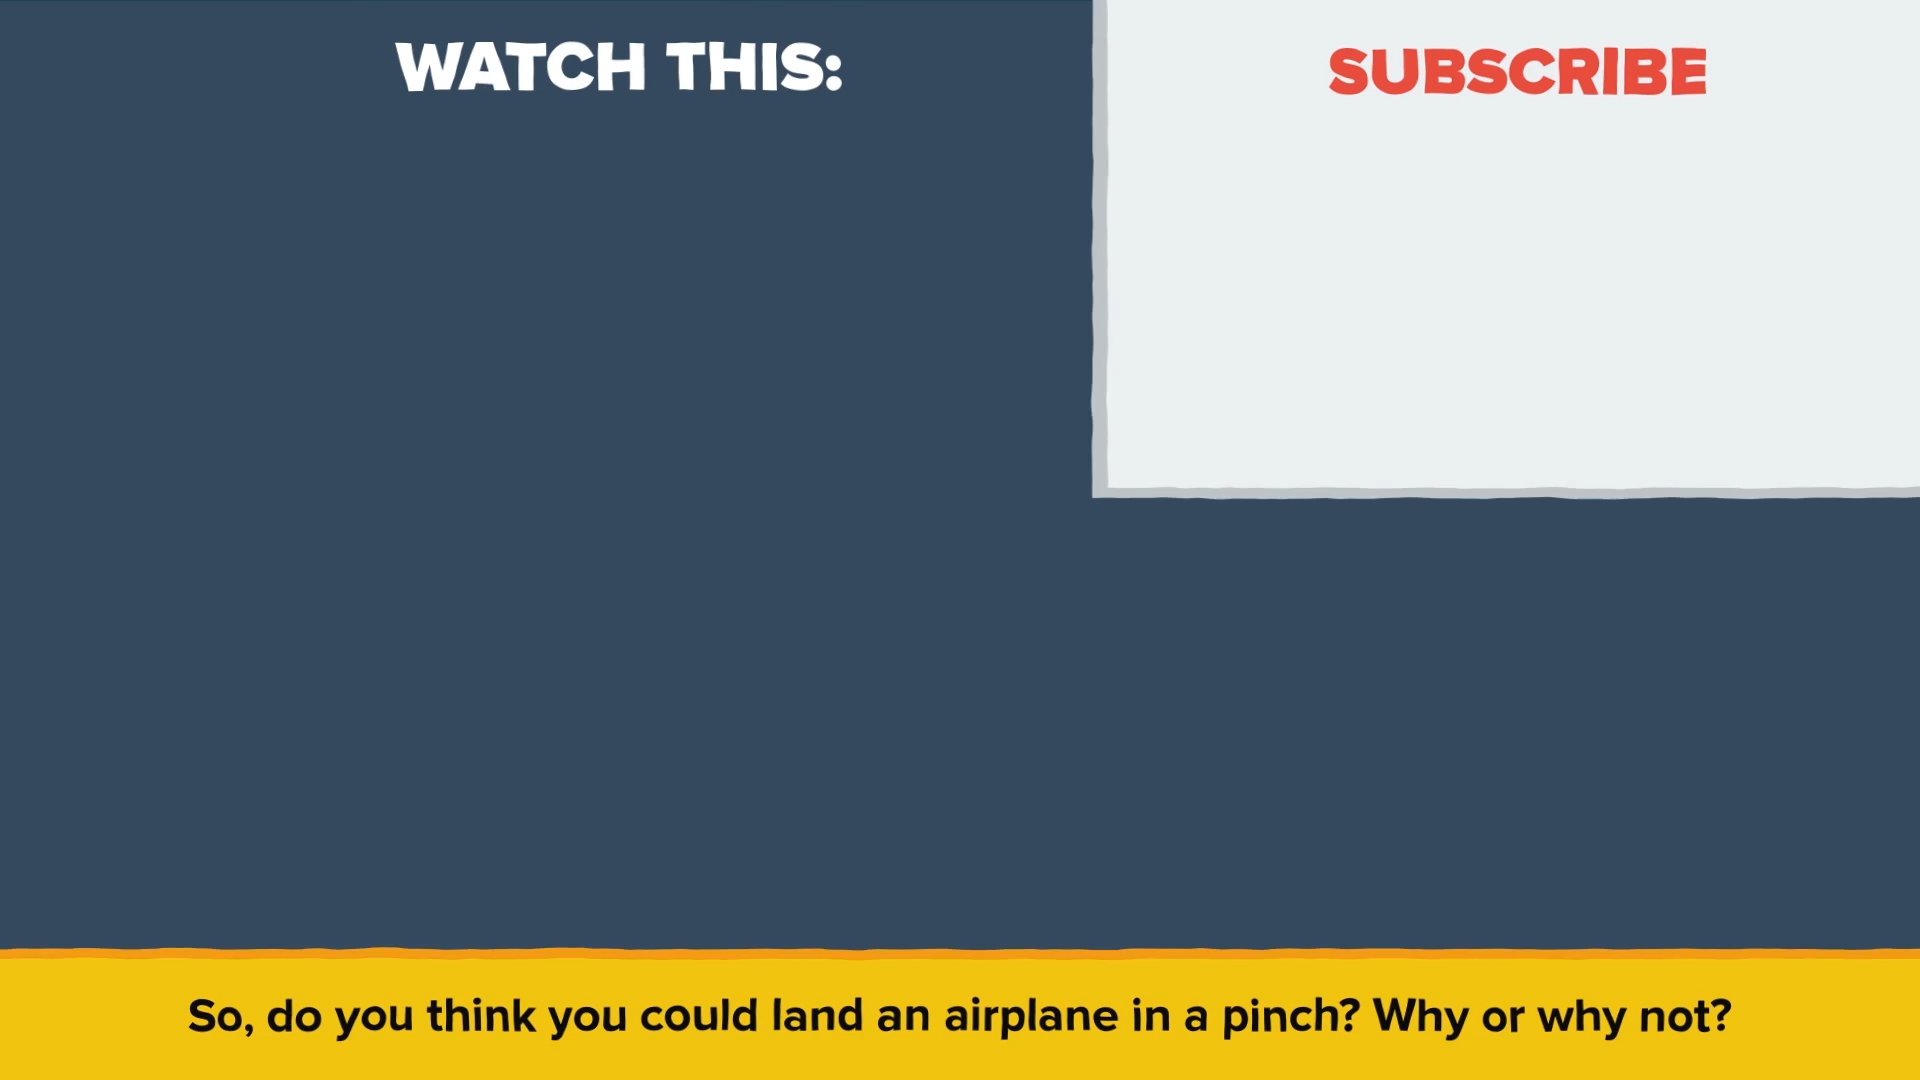 WATCH THIS:
SUBSCRIBE
So, do you think you could land an airplane in a pinch? Why or why not?